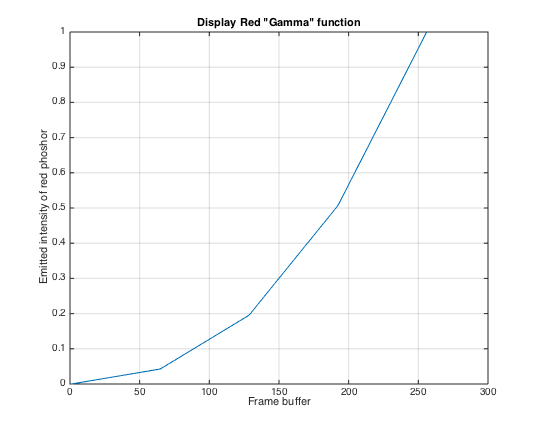 Display Red "Gamma" function
Emitted intensity of red phoshor
1
0.9
0.8
0.7
0.6
0.5
0.4
0.3
0.2
0.1
0
0 50 100 150 200 250 300
Frame buffer